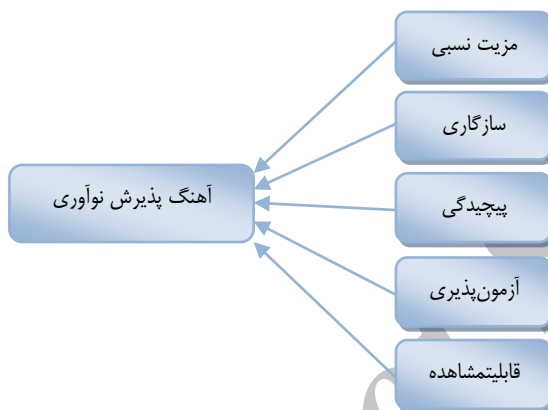 مزیت نسبی
سازگاری
آهنگ پذیرش نوآوری
پیچیدگی
آزمون‌پذیری
قابلیتمشاهده